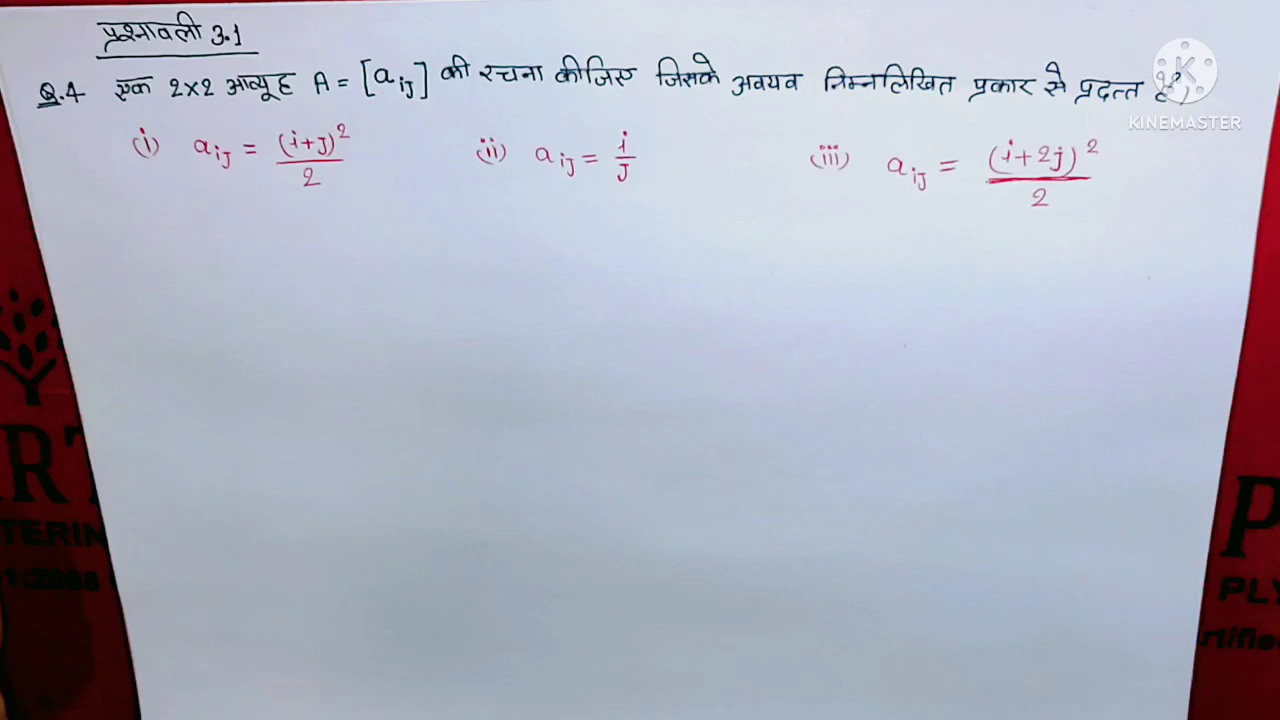 प्रश्नावली 3.1
Q.4 एक 2×2 आव्यूह A = [aij] की रचना कीजिए जिसके अवयव निम्नलिखित प्रकार से प्रदत्त हैं,
(i) aij = (i+j)²/2 (ii) aij = i/j (iii) aij = (i+2j)²/2
KINEMASTER
PLY